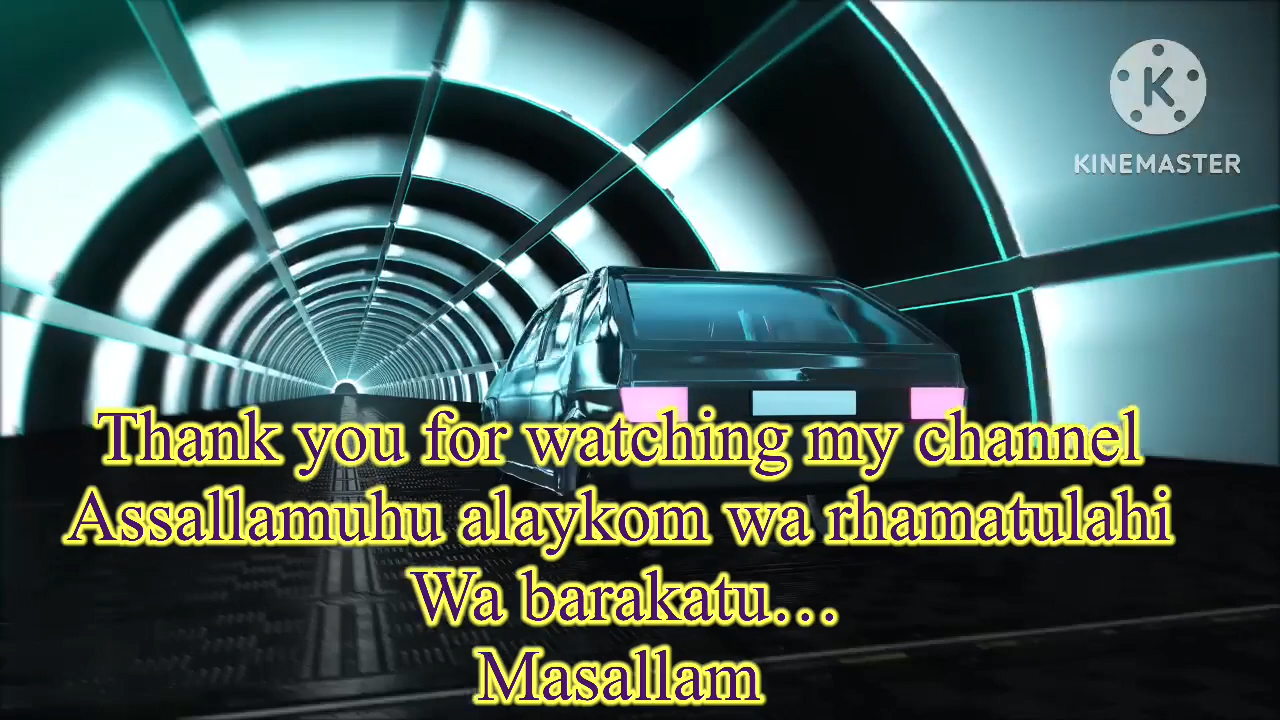 KINEMASTER
Thank you for watching my channel
Assallamuhu alaykom wa rhamatulahi
Wa barakatu...
Masallam